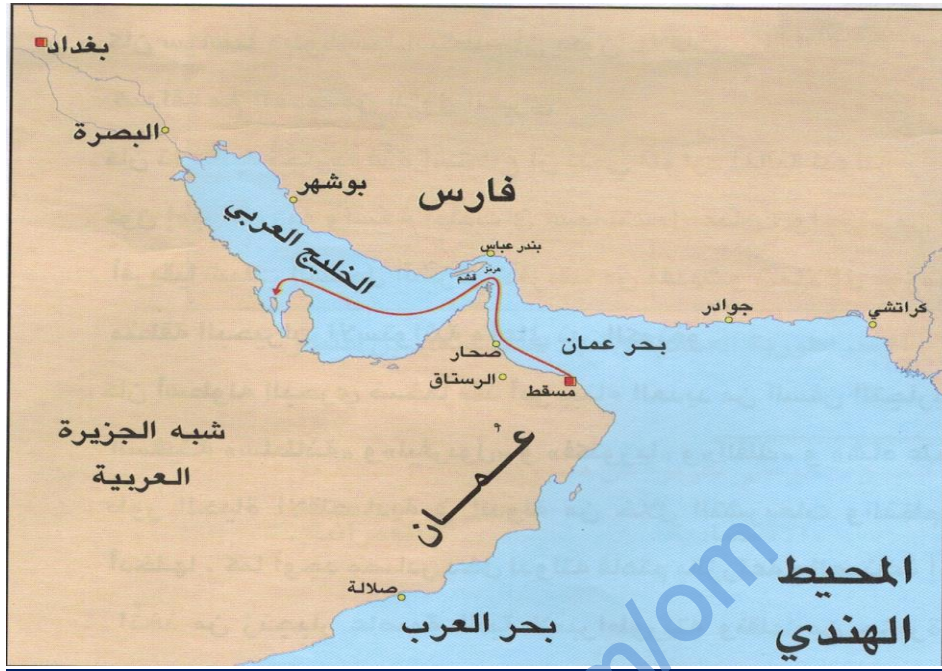 بغداد
البصرة
بوشهر
فارس
الخليج العربي
بندر عباس
هرمز
قشم
جوادر
كراتشي
صحار
بحر عمان
الرستاق
مسقط
شبه الجزيرة
العربية
عُمان
صلالة
بحر العرب
المحيط
الهندي
m/om